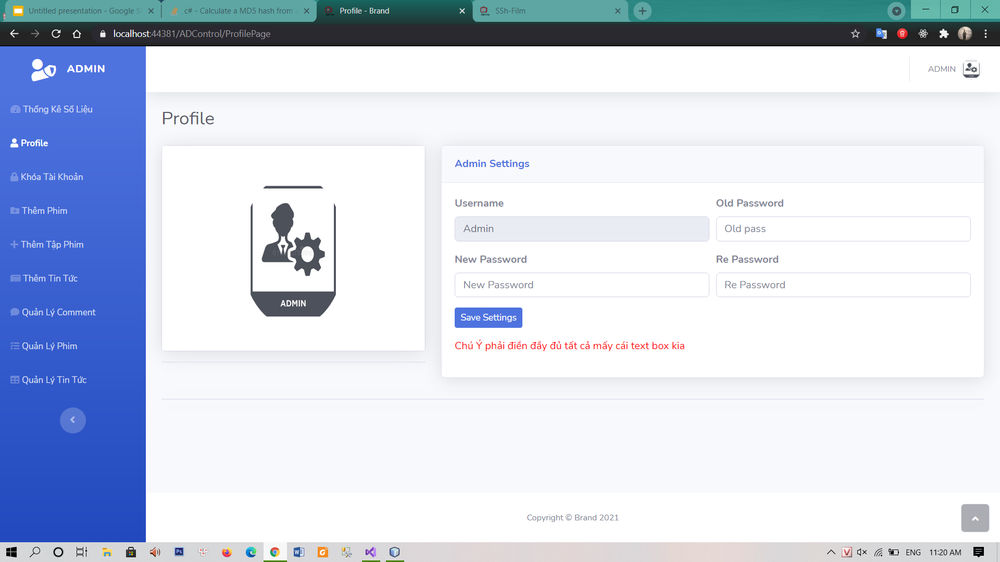 Untitled presentation - Google Sl
c# - Calculate a MD5 hash from a
Profile - Brand
SSh-Film
localhost:44381/ADControl/ProfilePage
ADMIN
ADMIN
Thống Kê Số Liệu
Profile
Khóa Tài Khoản
Thêm Phim
Thêm Tập Phim
Thêm Tin Tức
Quản Lý Comment
Quản Lý Phim
Quản Lý Tin Tức
Profile
ADMIN
Admin Settings
Username
Old Password
Admin
Old pass
New Password
Re Password
New Password
Re Password
Save Settings
Chú Ý phải điền đầy đủ tất cả mấy cái text box kia
Copyright © Brand 2021
ENG
11:20 AM